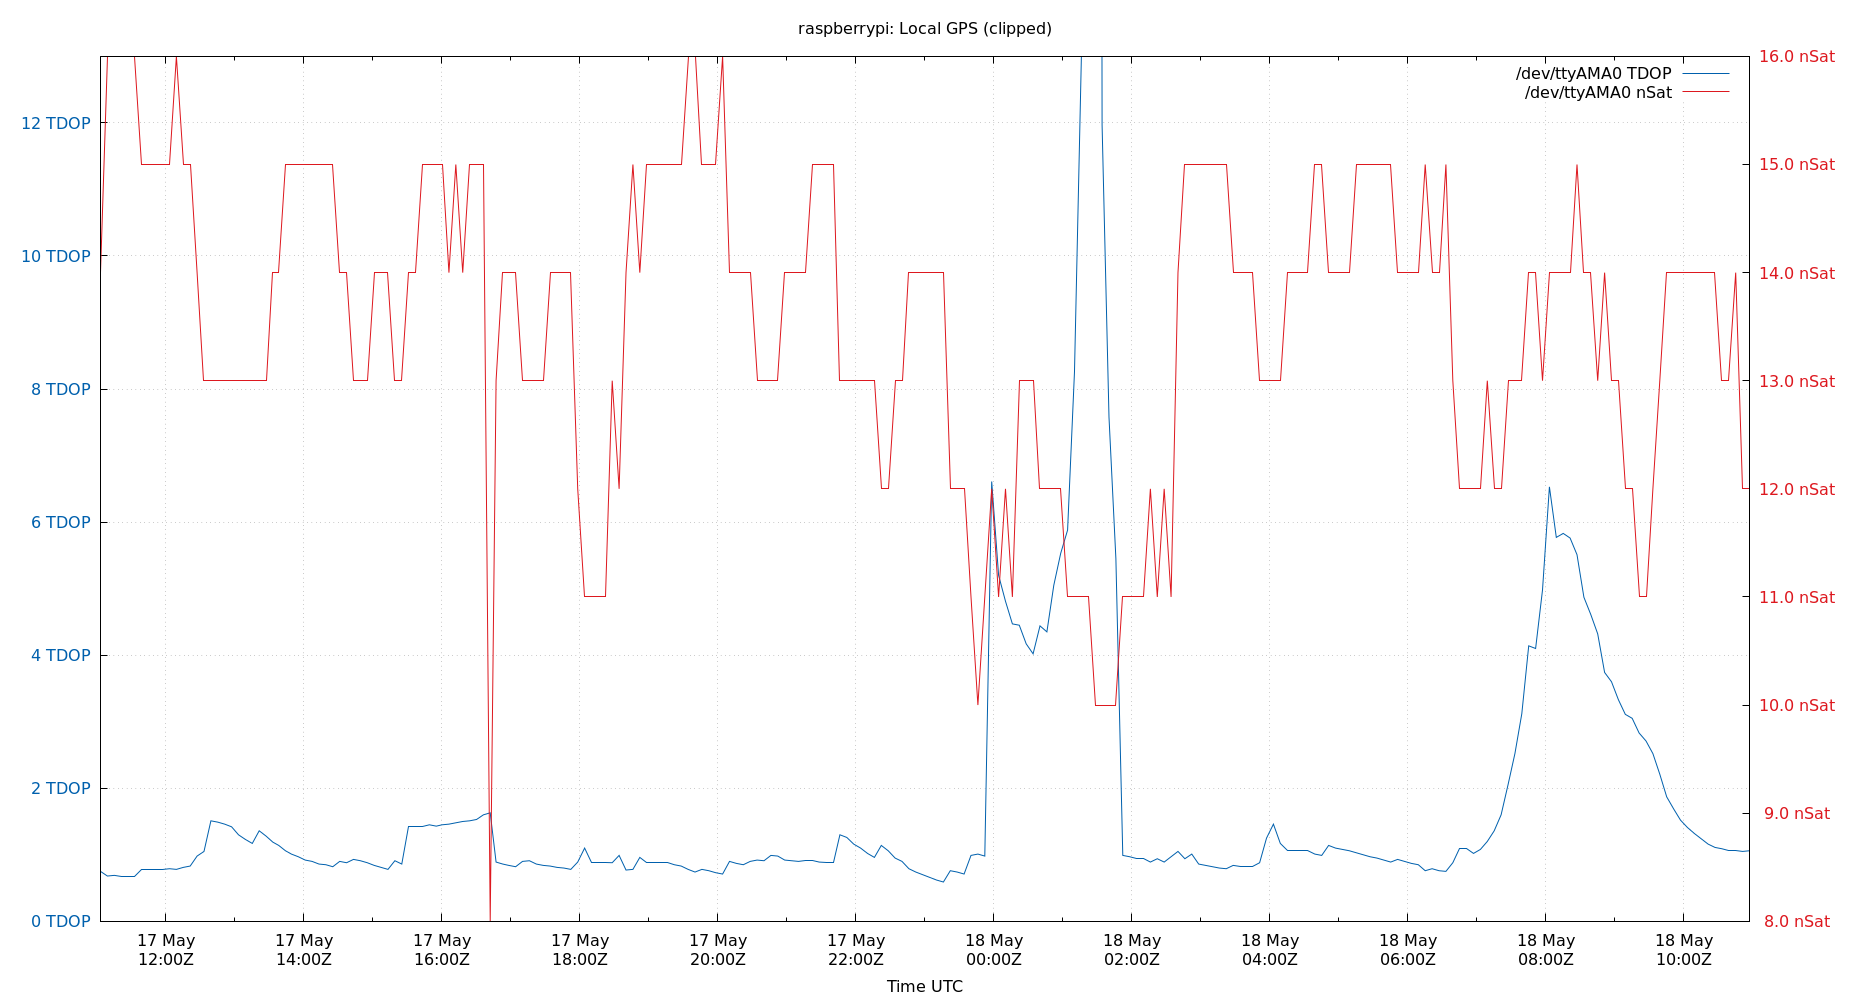 raspberrypi: Local GPS (clipped)
/dev/ttyAMA0 TDOP
/dev/ttyAMA0 nSat
12 TDOP
10 TDOP
8 TDOP
6 TDOP
4 TDOP
2 TDOP
0 TDOP
16.0 nSat
15.0 nSat
14.0 nSat
13.0 nSat
12.0 nSat
11.0 nSat
10.0 nSat
9.0 nSat
8.0 nSat
17 May
12:00Z
17 May
14:00Z
17 May
16:00Z
17 May
18:00Z
17 May
20:00Z
17 May
22:00Z
18 May
00:00Z
18 May
02:00Z
18 May
04:00Z
18 May
06:00Z
18 May
08:00Z
18 May
10:00Z
Time UTC